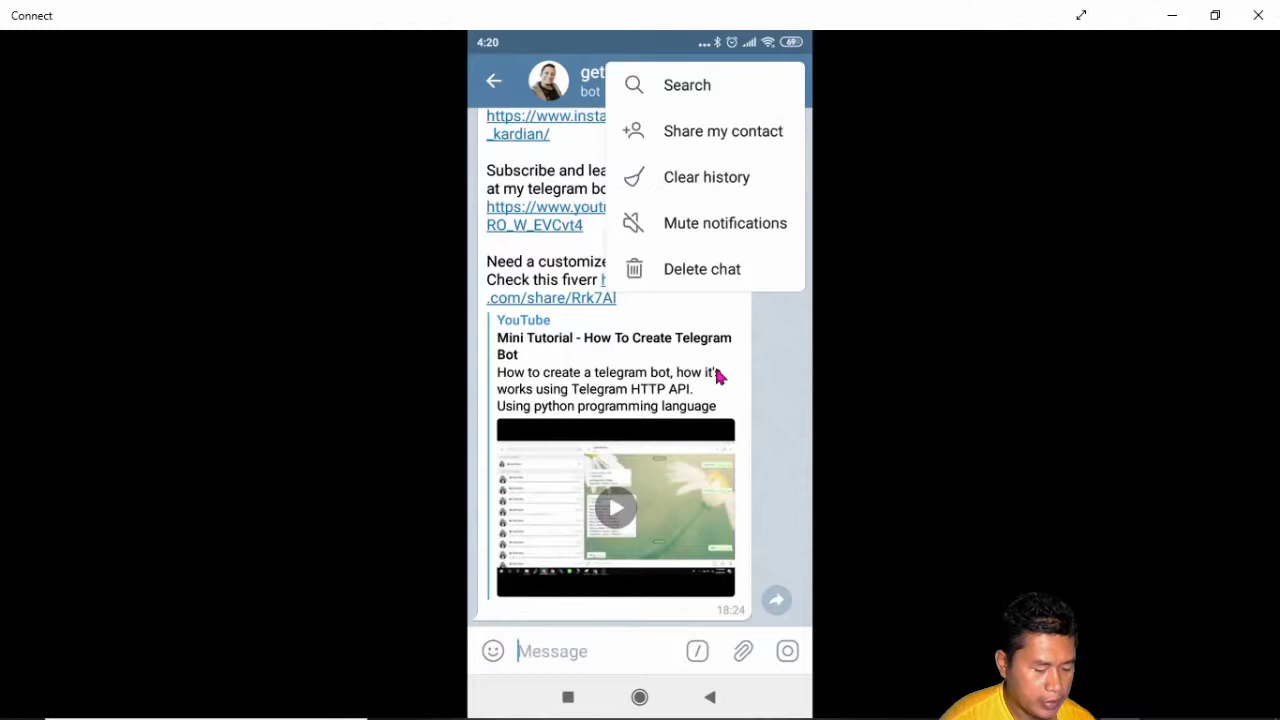 Connect
4:20
69
get
bot
Search
Share my contact
Clear history
Mute notifications
Delete chat
https://www.insta
_kardian/
Subscribe and lea
at my telegram bo
https://www.youtu
RO_W_EVCvt4
Need a customize
Check this fiverr h
.com/share/Rrk7Al
YouTube
Mini Tutorial - How To Create Telegram
Bot
How to create a telegram bot, how it's
works using Telegram HTTP API.
Using python programming language
18:24
Message